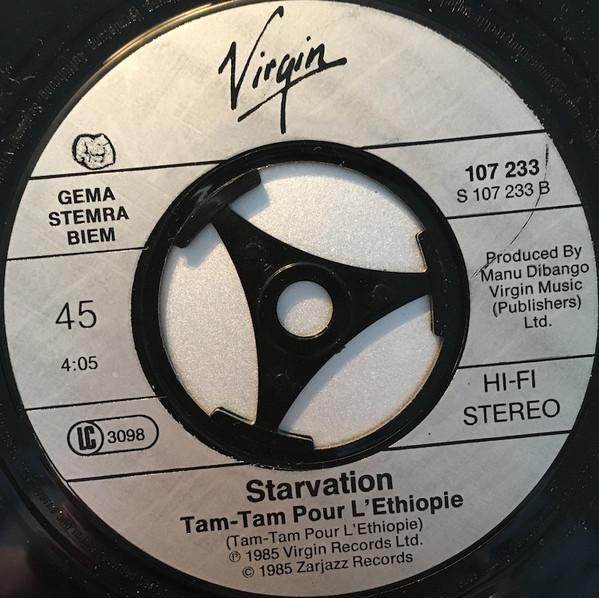 Virgin
107 233
S 107 233 B
GEMA
STEMRA
BIEM
Produced By
Manu Dibango
Virgin Music
(Publishers)
Ltd.
45
4:05
HI-FI
STEREO
LC 3098
Starvation
Tam-Tam Pour L'Ethiopie
(Tam-Tam Pour L'Ethiopie)
℗ 1985 Virgin Records Ltd.
© 1985 Zarjazz Records